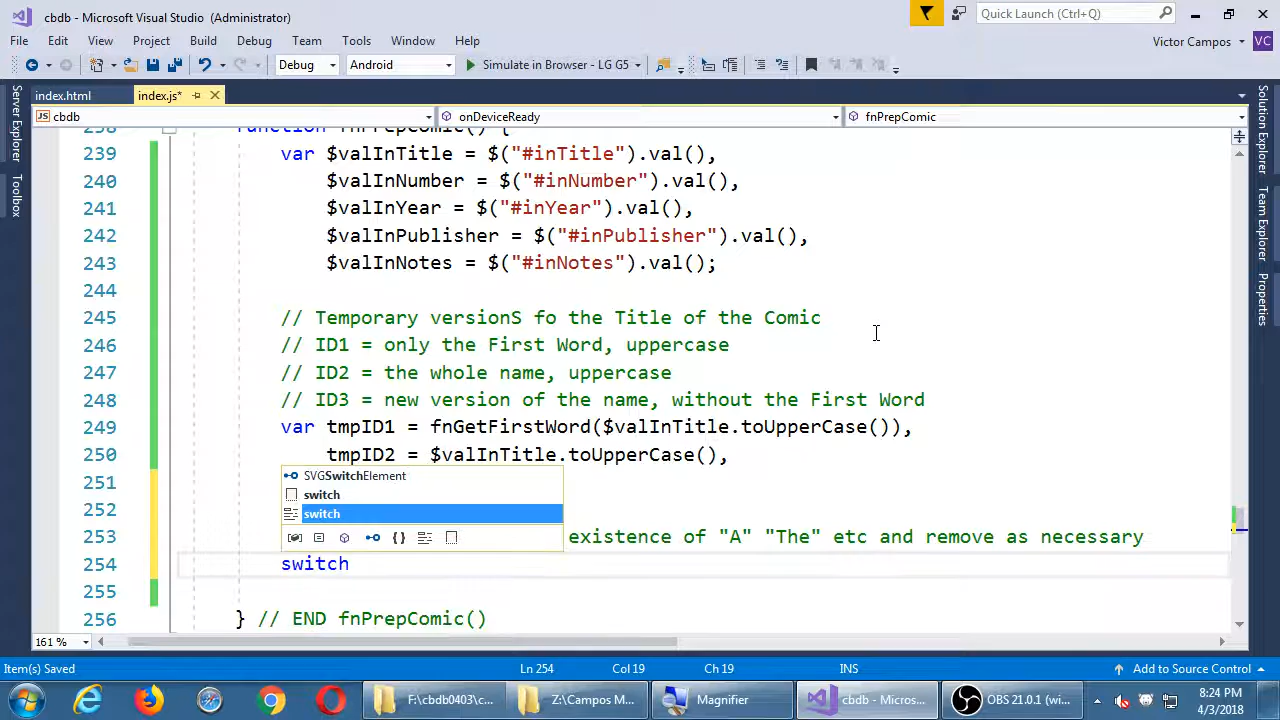 cbdb - Microsoft Visual Studio (Administrator)
Quick Launch (Ctrl+Q)
File Edit View Project Build Debug Team Tools Window Help
Victor Campos VC
Debug Android Simulate in Browser - LG G5
index.html index.js*
cbdb onDeviceReady fnPrepComic
Server Explorer
Toolbox
Solution Explorer
Team Explorer
Properties
238 function fnPrepComic() {
239 var $valInTitle = $("#inTitle").val(),
240 $valInNumber = $("#inNumber").val(),
241 $valInYear = $("#inYear").val(),
242 $valInPublisher = $("#inPublisher").val(),
243 $valInNotes = $("#inNotes").val();
244
245 // Temporary versionS fo the Title of the Comic
246 // ID1 = only the First Word, uppercase
247 // ID2 = the whole name, uppercase
248 // ID3 = new version of the name, without the First Word
249 var tmpID1 = fnGetFirstWord($valInTitle.toUpperCase()),
250 tmpID2 = $valInTitle.toUpperCase(),
251 SVGSwitchElement
switch
252 switch
253 existence of "A" "The" etc and remove as necessary
254 switch
255
256 } // END fnPrepComic()
161 %
Item(s) Saved Ln 254 Col 19 Ch 19 INS Add to Source Control
F:\cbdb0403\c... Z:\Campos M... Magnifier cbdb - Micros... OBS 21.0.1 (wi... 8:24 PM
4/3/2018